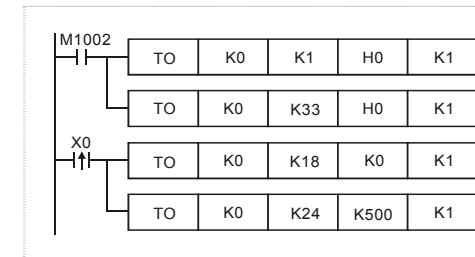 M1002
TO K0 K1 H0 K1
TO K0 K33 H0 K1
X0
TO K0 K18 K0 K1
TO K0 K24 K500 K1